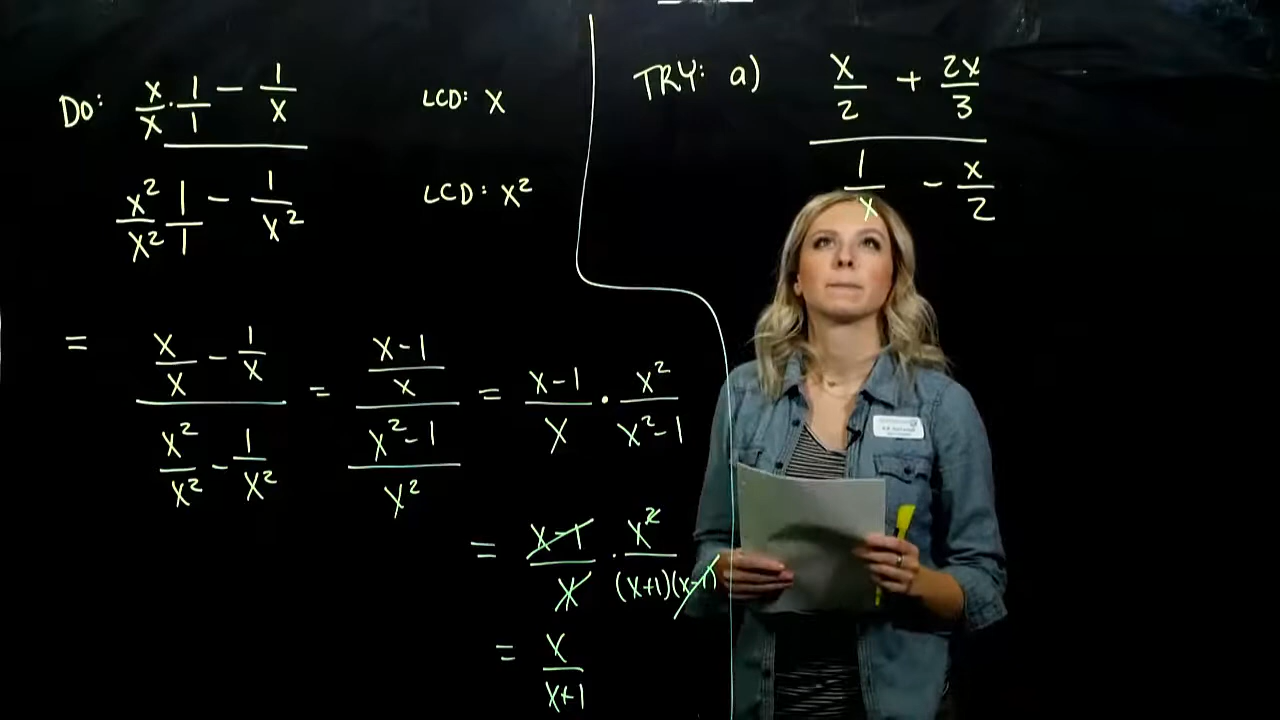 DO: x/x · 1/1 - 1/x
x²/x² 1/1 - 1/x²
LCD: x
LCD: x²
= (x/x - 1/x)/(x²/x² - 1/x²) = ((x-1)/x)/((x²-1)/x²) = (x-1)/x · x²/(x²-1)
= (x-1)/x · x²/((x+1)(x-1))
= x/(x+1)
TRY: a) (x/2 + 2x/3)/(1/x - x/2)